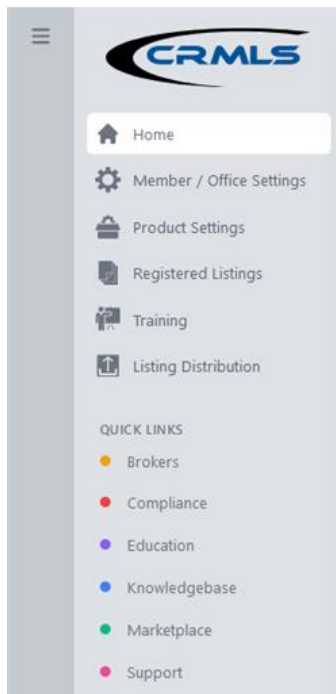 CRMLS
Home
Member / Office Settings
Product Settings
Registered Listings
Training
Listing Distribution
QUICK LINKS
Brokers
Compliance
Education
Knowledgebase
Marketplace
Support